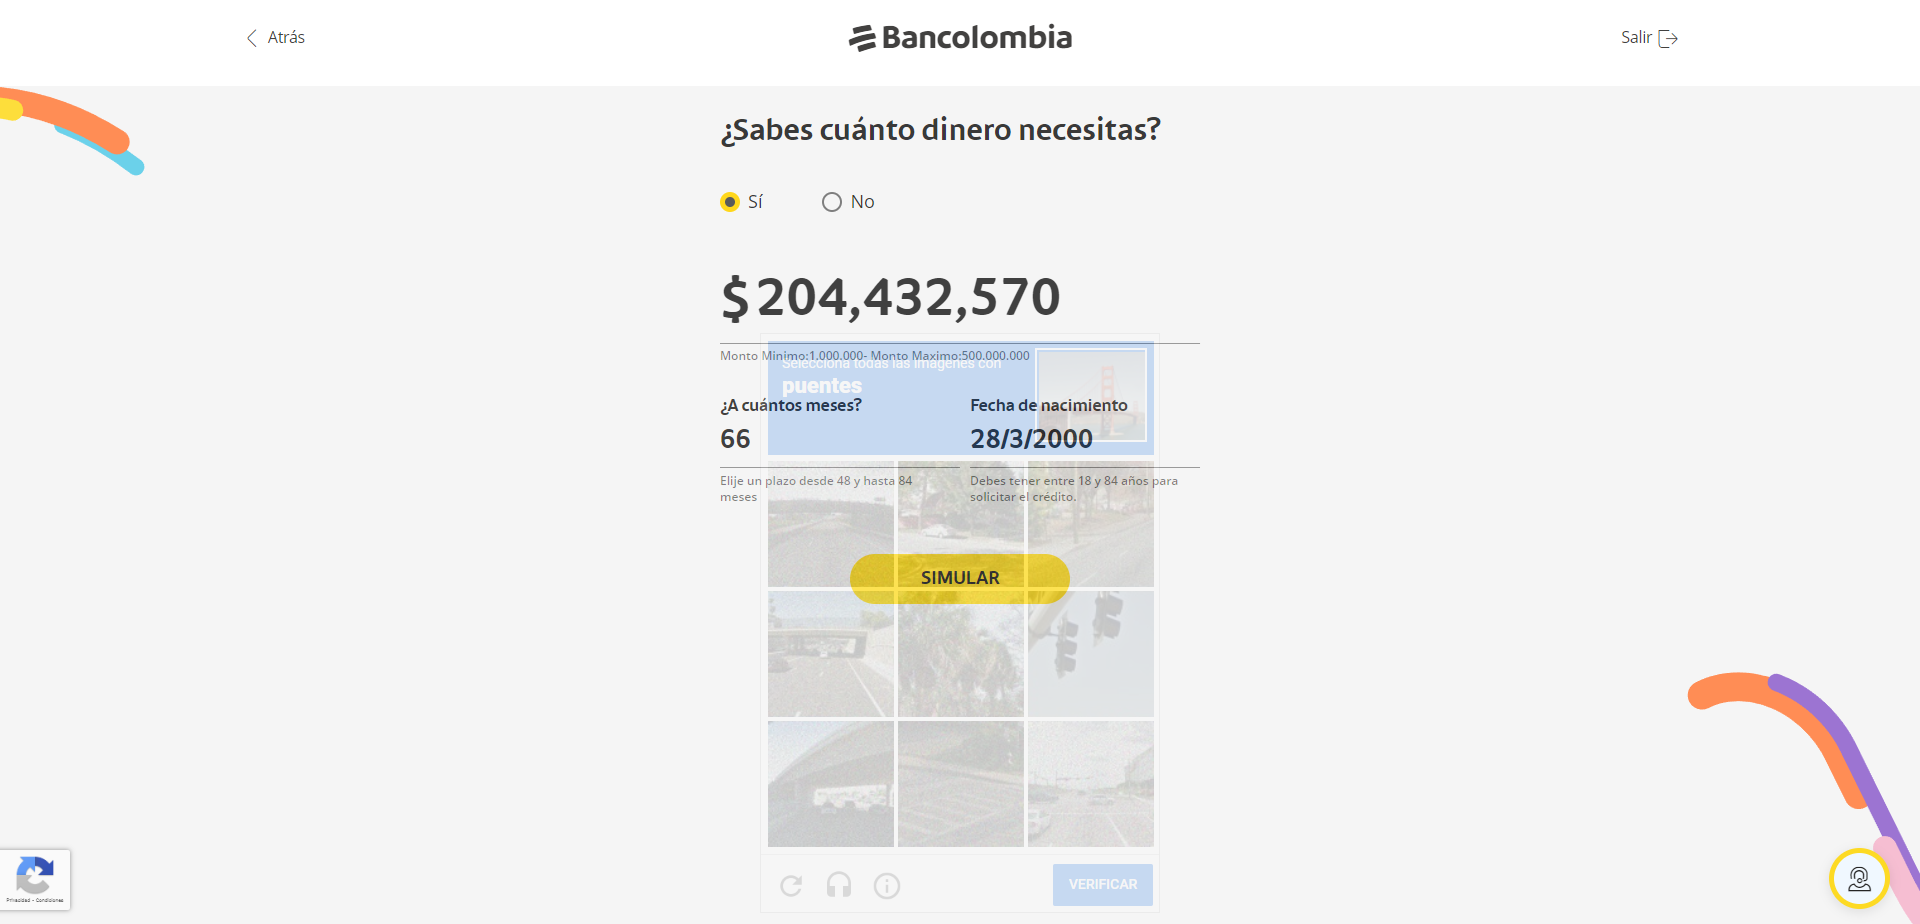 Atrás
Bancolombia
Salir
¿Sabes cuánto dinero necesitas?
Sí
No
$ 204,432,570
Monto Minimo:1.000.000- Monto Maximo:500.000.000
Selecciona todas las imágenes con
puentes
¿A cuántos meses?
Fecha de nacimiento
66
28/3/2000
Elije un plazo desde 48 y hasta 84
meses
Debes tener entre 18 y 84 años para
solicitar el crédito.
SIMULAR
VERIFICAR
Privacidad - Condiciones